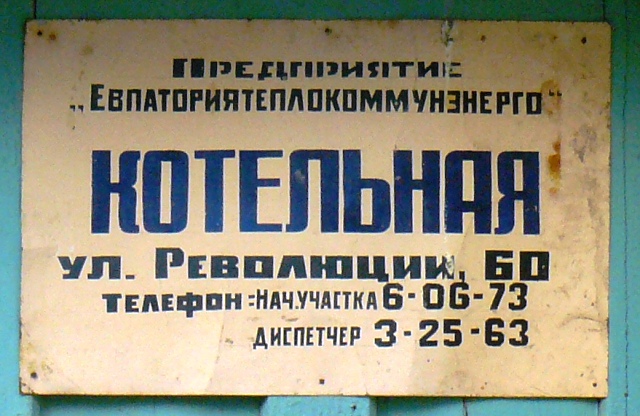 Предприятие
„Евпаториятеплокоммунэнерго“
КОТЕЛЬНАЯ
ул. Революции, 60
телефон: нач.участка 6-06-73
диспетчер 3-25-63